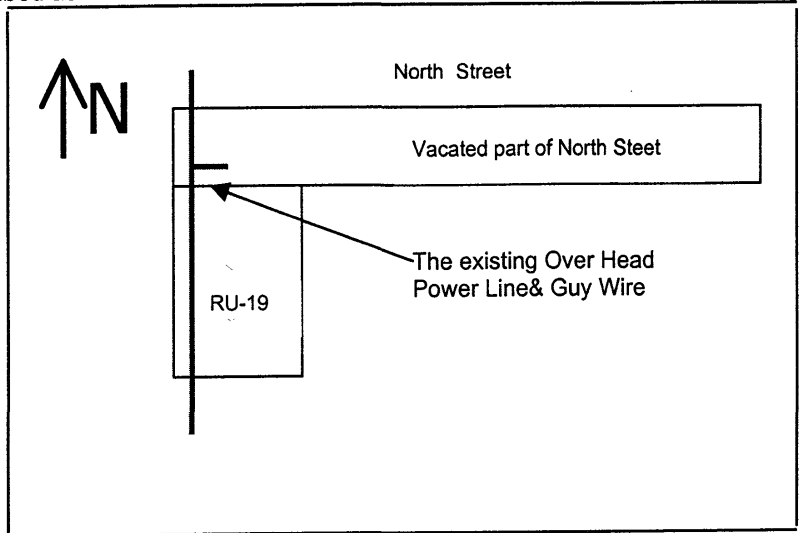 North Street
N
Vacated part of North Steet
The existing Over Head
Power Line& Guy Wire
RU-19